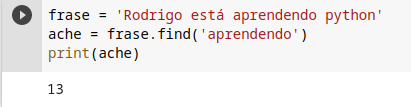 frase = 'Rodrigo está aprendendo python'
ache = frase.find('aprendendo')
print(ache)
13